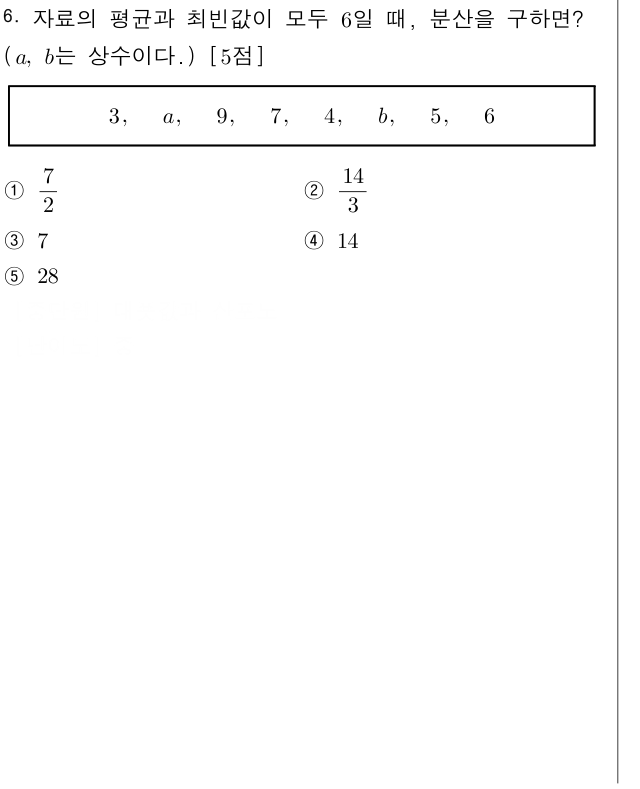 6. 자료의 평균과 최빈값이 모두 6일 때, 분산을 구하면?
(a, b는 상수이다.) [5점]
3, a, 9, 7, 4, b, 5, 6
① 7/2 ② 14/3
③ 7 ④ 14
⑤ 28